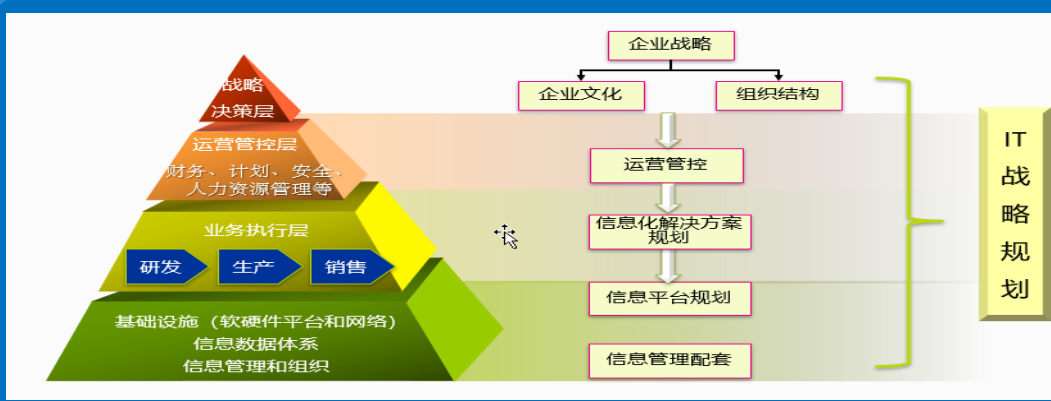 战略
决策层
运营管控层
财务、计划、安全、
人力资源管理等
业务执行层
研发
生产
销售
基础设施（软硬件平台和网络）
信息数据体系
信息管理和组织
企业战略
企业文化
组织结构
运营管控
信息化解决方案
规划
信息平台规划
信息管理配套
IT
战
略
规
划